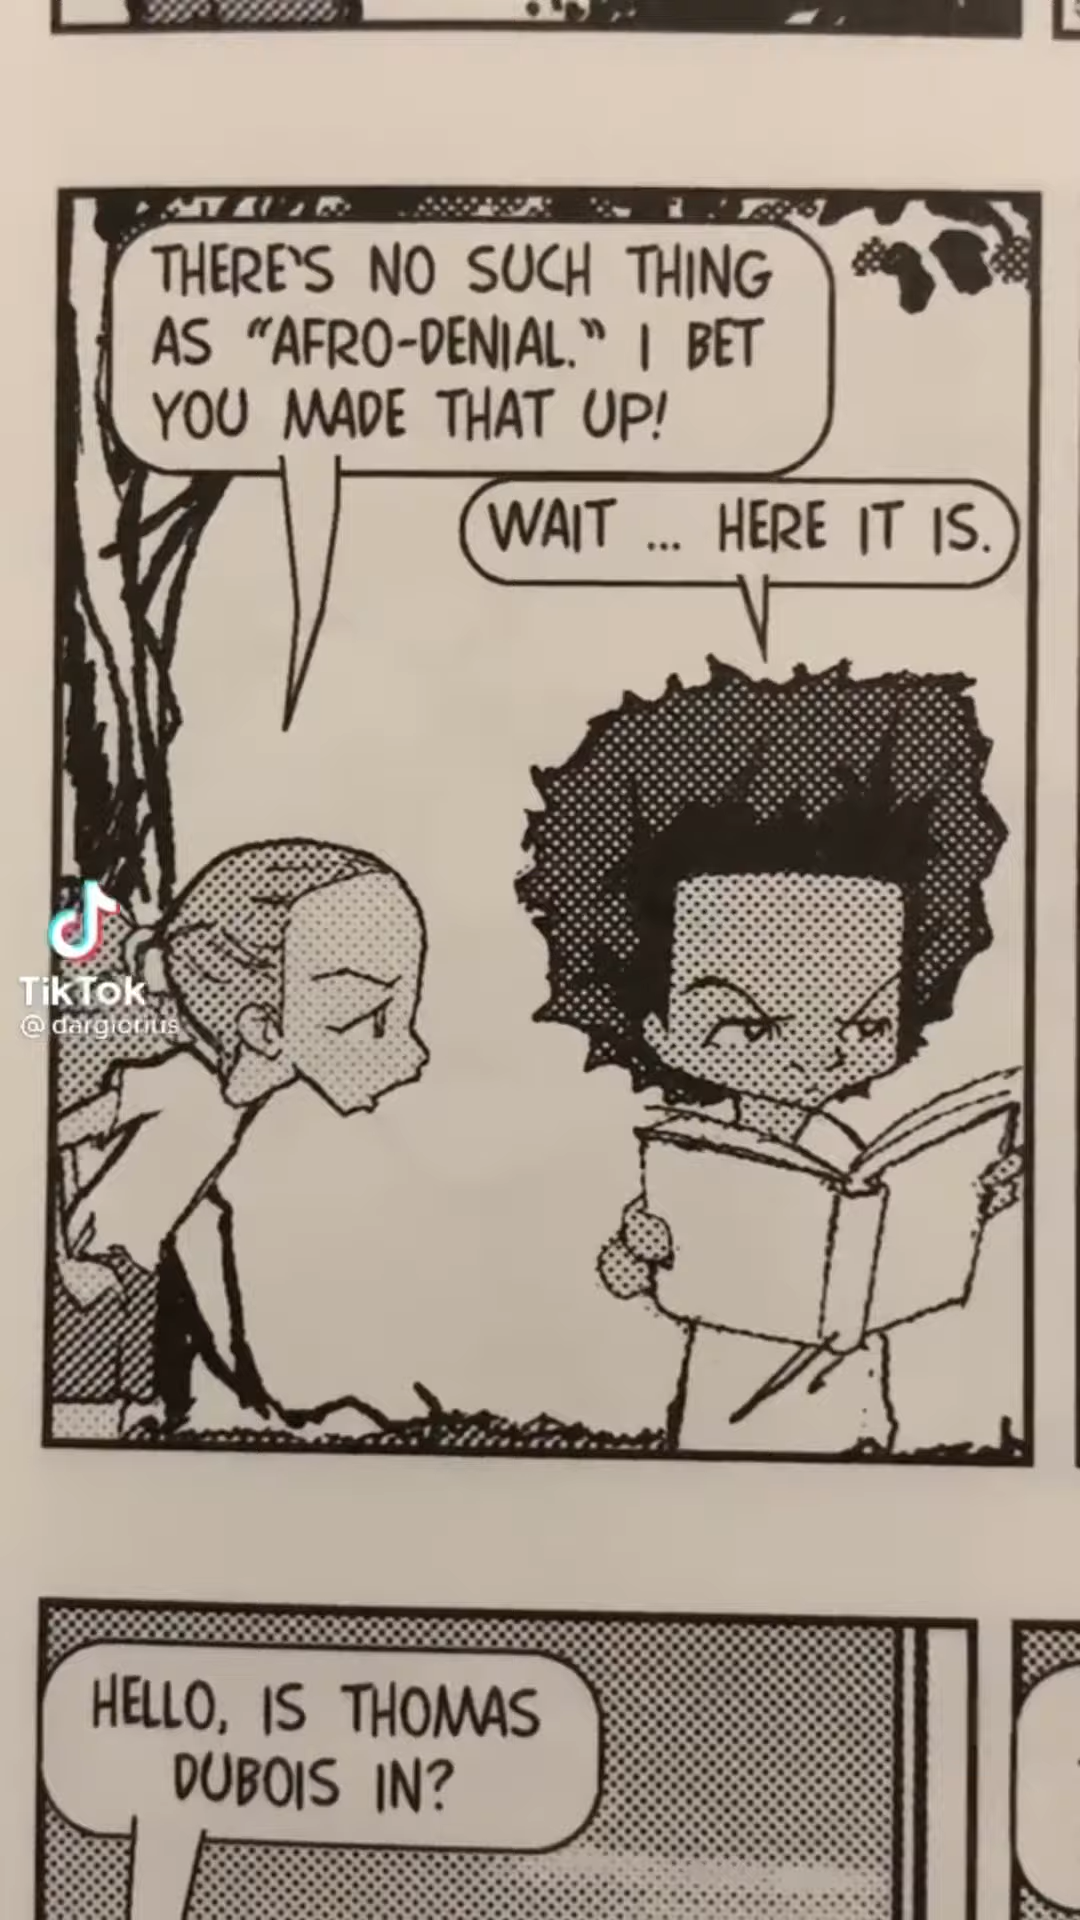 THERE'S NO SUCH THING
AS "AFRO-DENIAL." I BET
YOU MADE THAT UP!
WAIT ... HERE IT IS.
TikTok
@dargiorius
HELLO, IS THOMAS
DUBOIS IN?